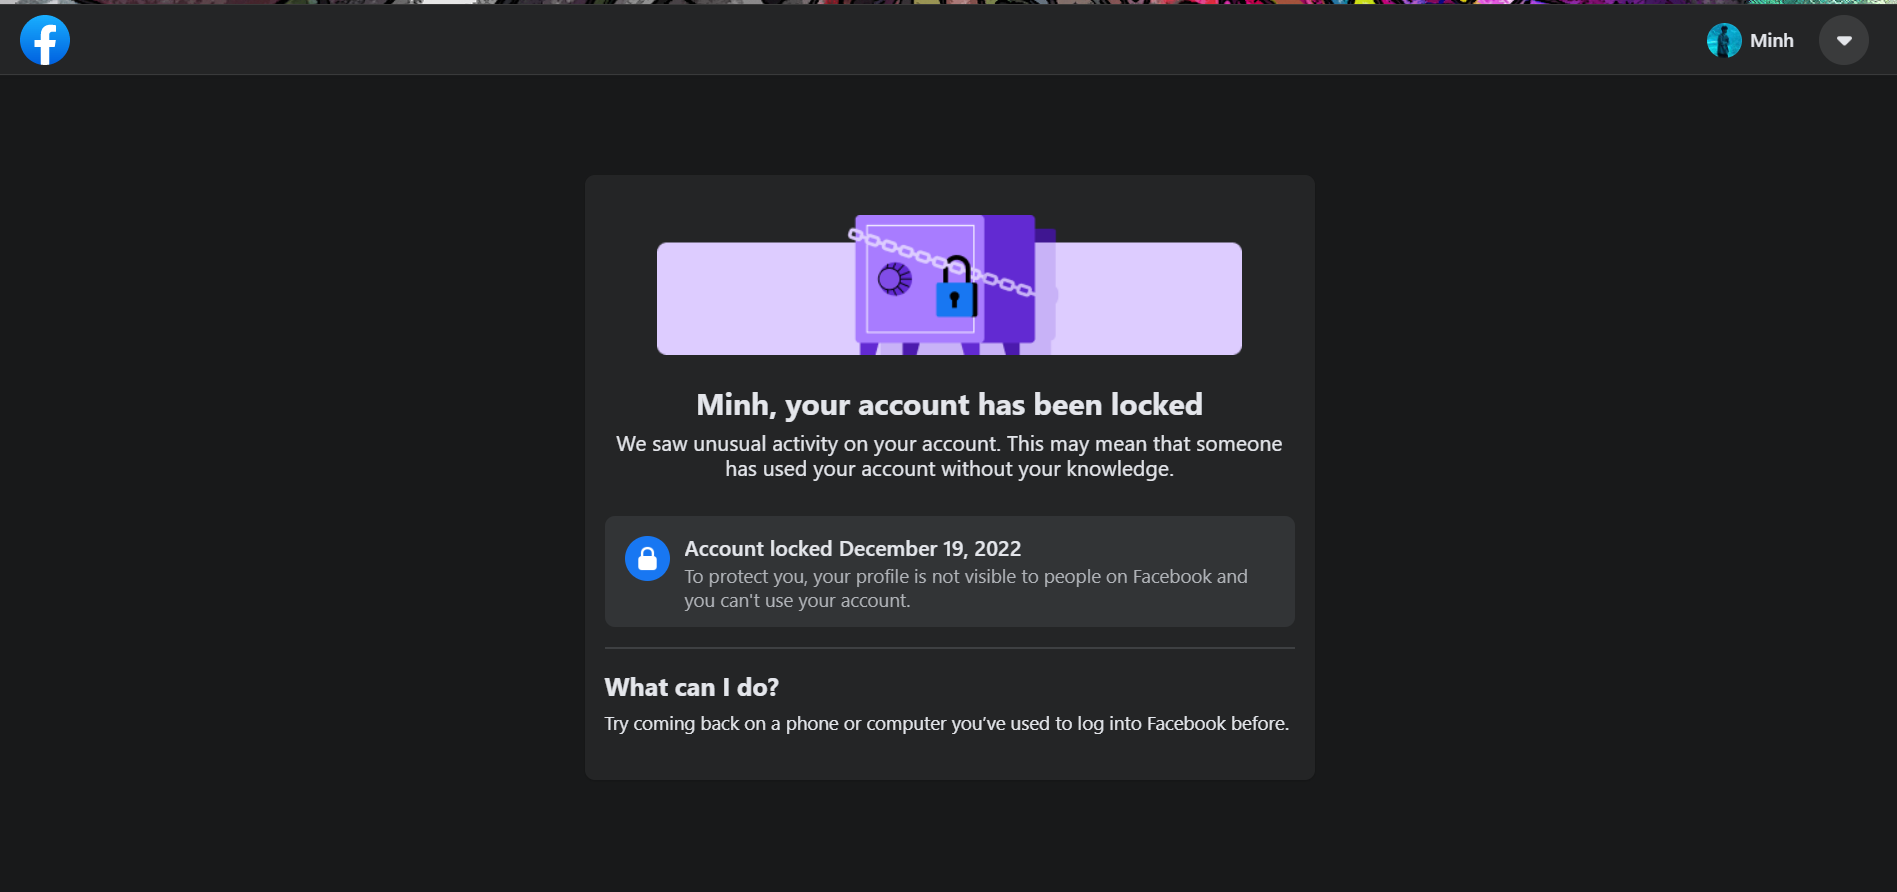 Minh
Minh, your account has been locked
We saw unusual activity on your account. This may mean that someone
has used your account without your knowledge.
Account locked December 19, 2022
To protect you, your profile is not visible to people on Facebook and
you can't use your account.
What can I do?
Try coming back on a phone or computer you’ve used to log into Facebook before.